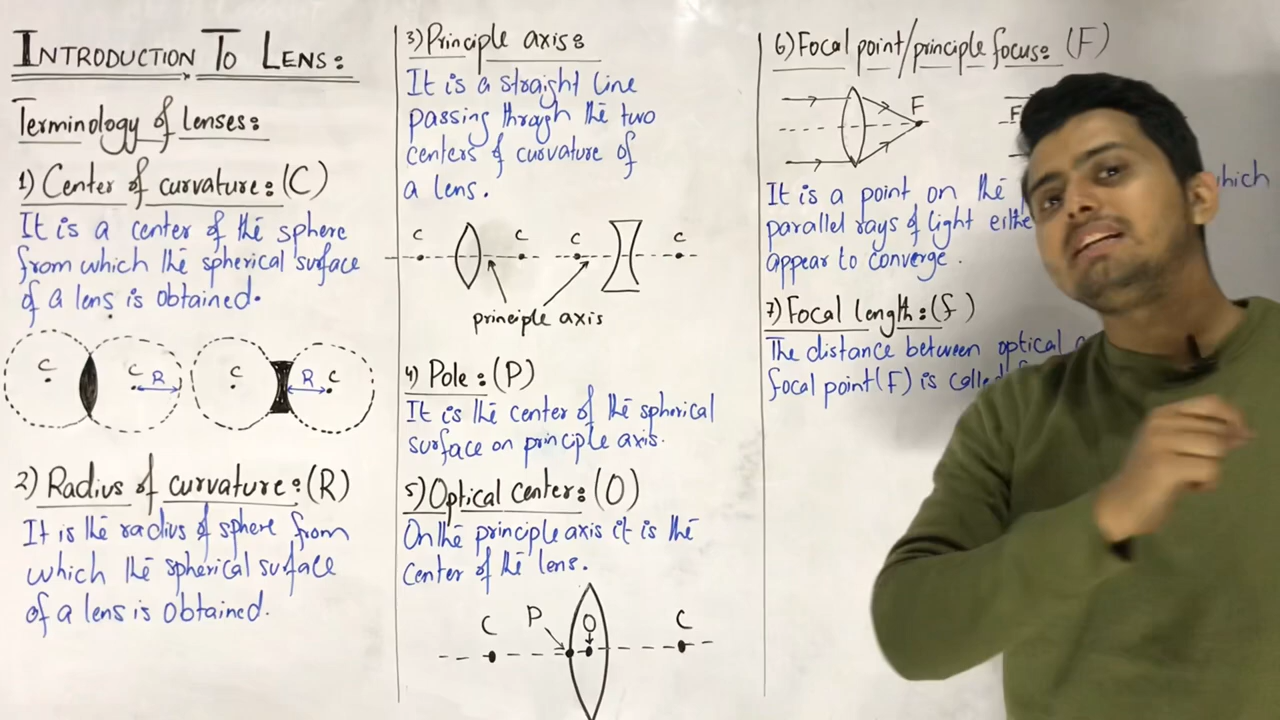 INTRODUCTION TO LENS:
Terminology of lenses:
1) Center of curvature: (C)
It is a center of the sphere
from which the spherical surface
of a lens is obtained.
C
C
R
C
R
C
2) Radius of curvature: (R)
It is the radius of sphere from
which the spherical surface
of a lens is obtained.
3) Principle axis:
It is a straight line
passing through the two
centers of curvature of
a lens.
C
C
C
C
principle axis
4) Pole: (P)
It is the center of the spherical
surface on principle axis.
5) Optical center: (O)
On the principle axis it is the
center of the lens.
C
P
O
C
6) Focal point/principle focus: (F)
F
F
It is a point on the which
parallel rays of light
appear to converge.
7) Focal length: (f)
The distance between optical
focal point (F) is called